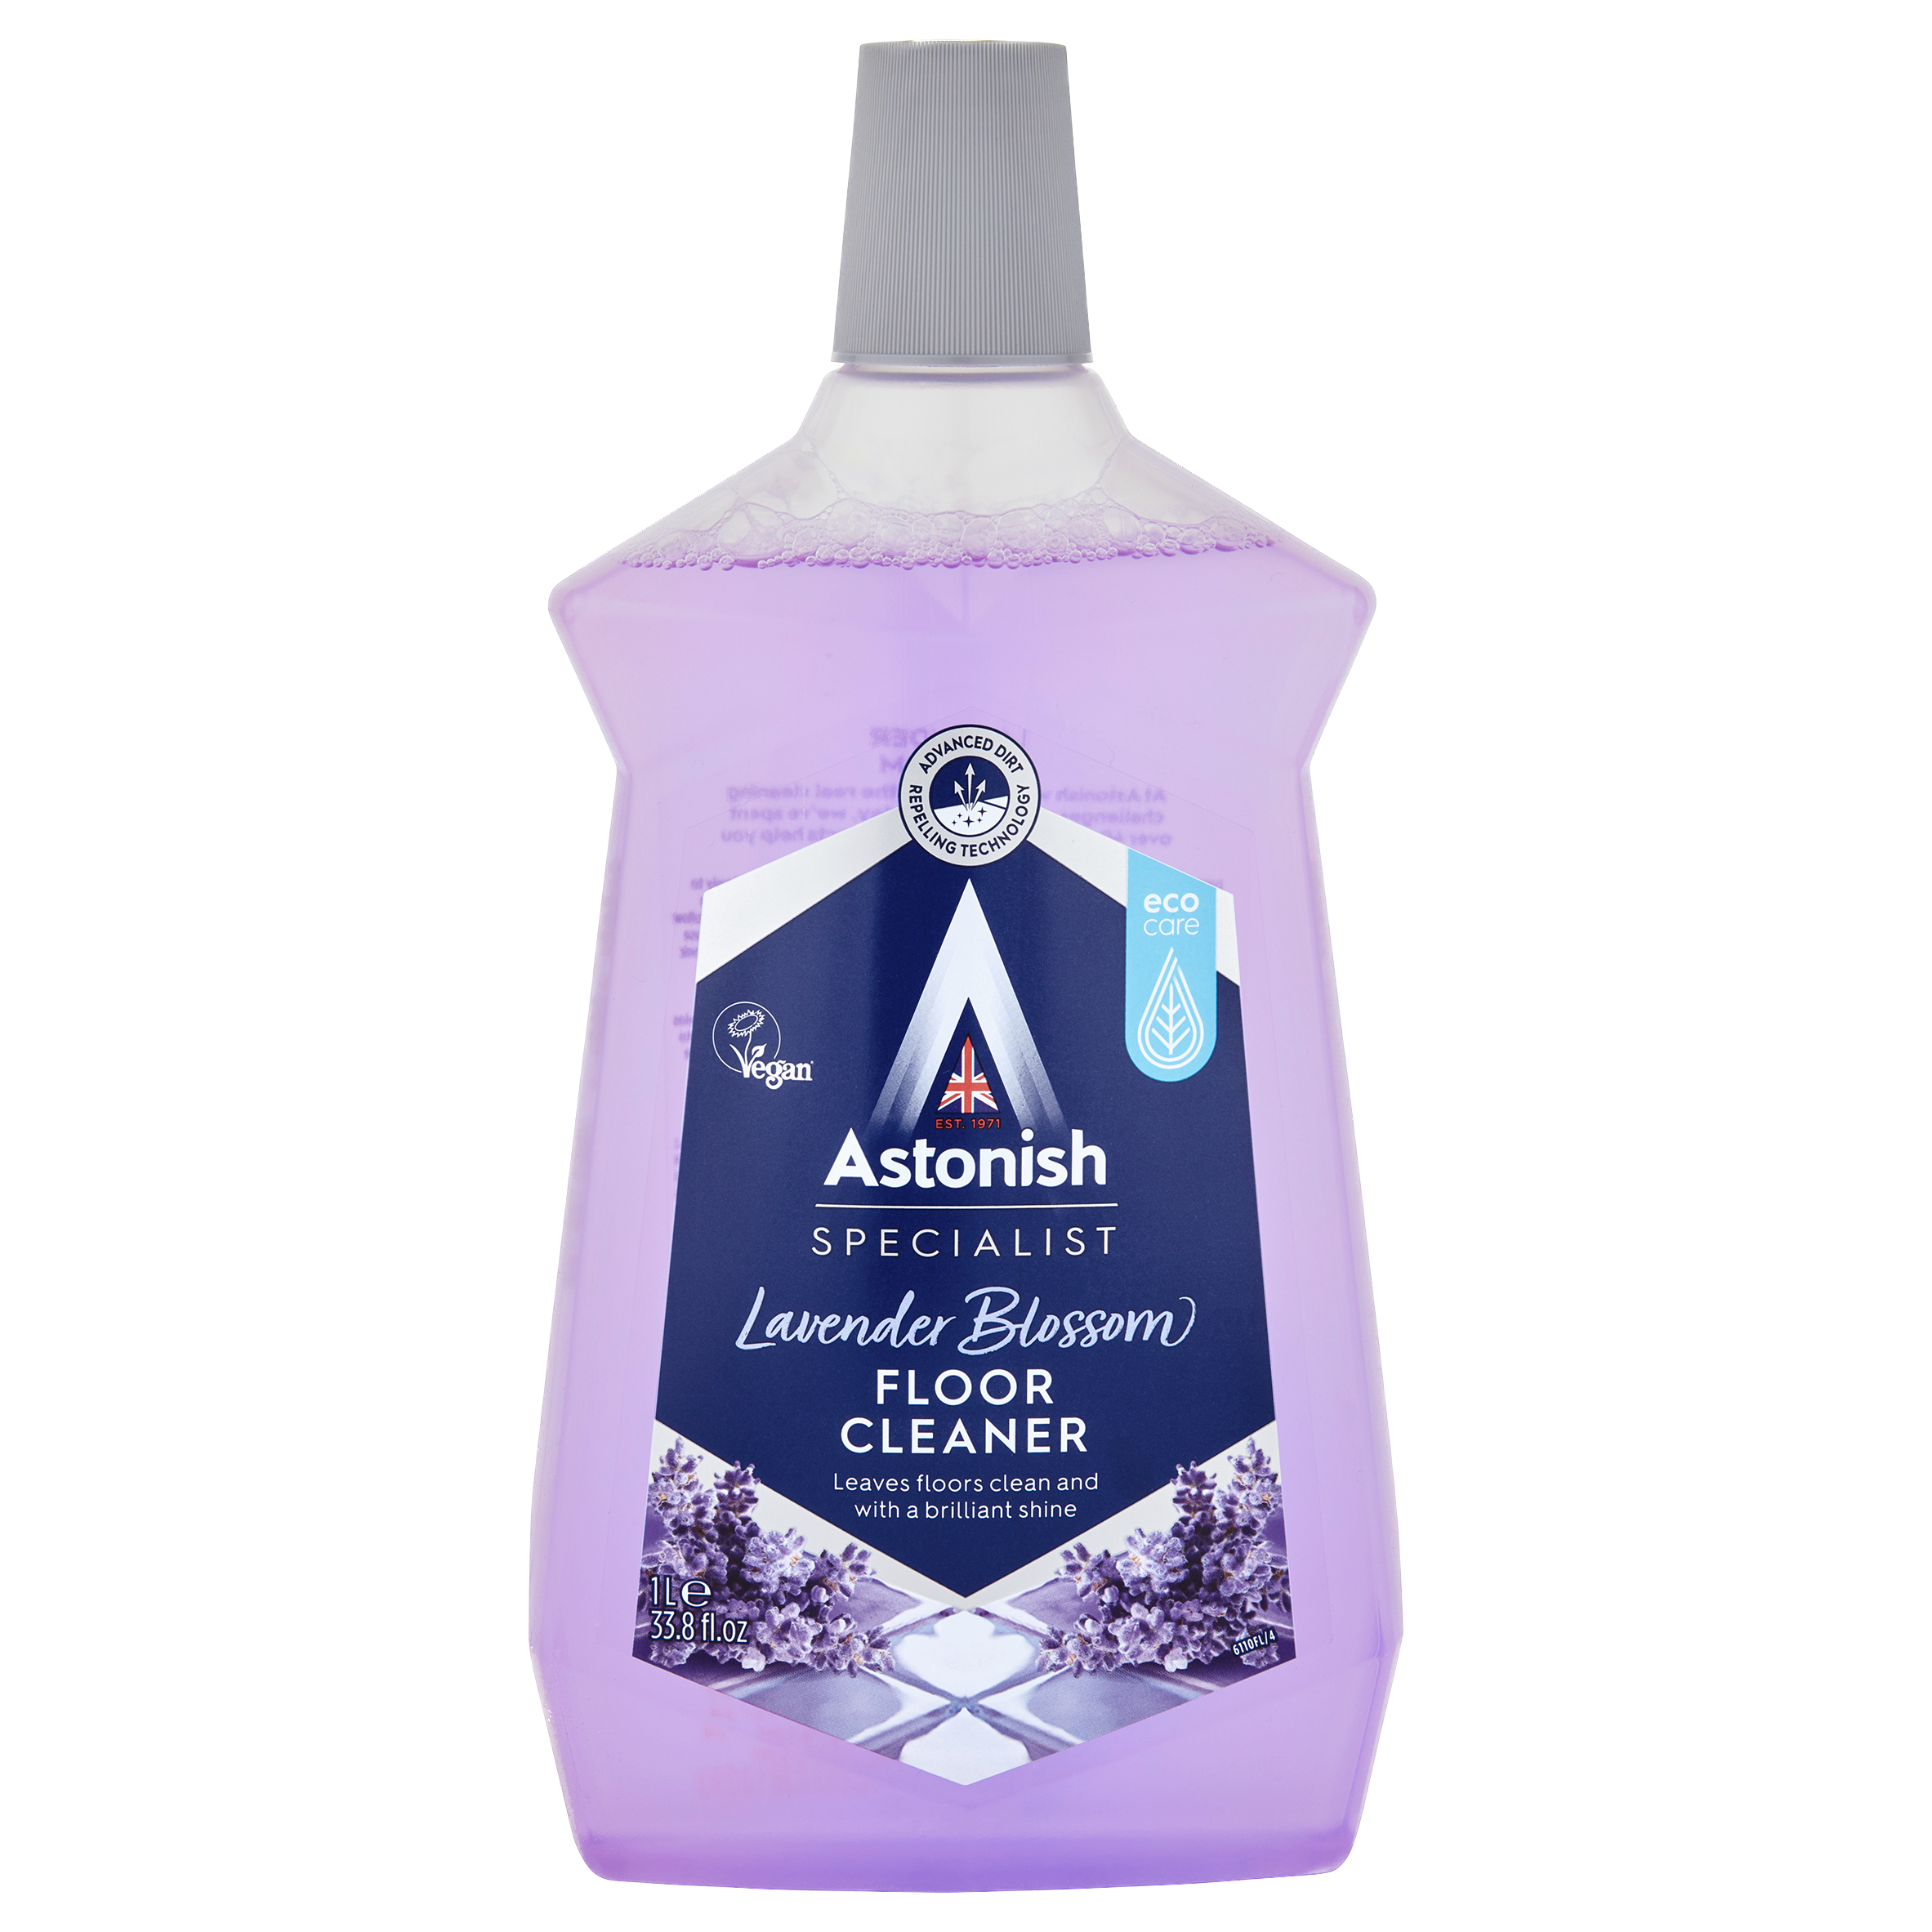 ADVANCED DIRT
REPELLING TECHNOLOGY
eco
care
Vegan
EST. 1971
Astonish
SPECIALIST
Lavender Blossom
FLOOR
CLEANER
Leaves floors clean and
with a brilliant shine
1L e
33.8 fl.oz
6110FL/4